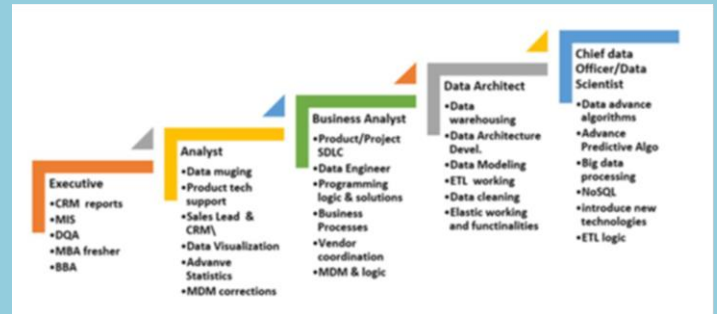 Executive
•CRM reports
•MIS
•DQA
•MBA fresher
•BBA
Analyst
•Data muging
•Product tech
support
•Sales Lead &
CRM\
•Data Visualization
•Advanve
Statistics
•MDM corrections
Business Analyst
•Product/Project
SDLC
•Data Engineer
•Programming
logic & solutions
•Business
Processes
•Vendor
coordination
•MDM & logic
Data Architect
•Data
warehousing
•Data Architecture
Devel.
•Data Modeling
•ETL working
•Data cleaning
•Elastic working
and functinalities
Chief data
Officer/Data
Scientist
•Data advance
algorithms
•Advance
Predictive Algo
•Big data
processing
•NoSQL
•introduce new
technologies
•ETL logic